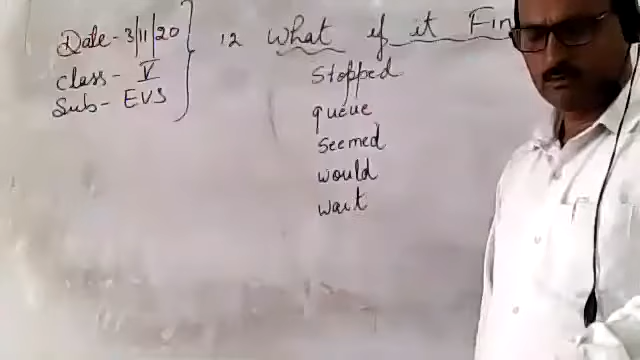 Date - 3/11/20
Class - V
Sub - EVS
12 What if it Fin
Stopped
queue
Seemed
would
wait